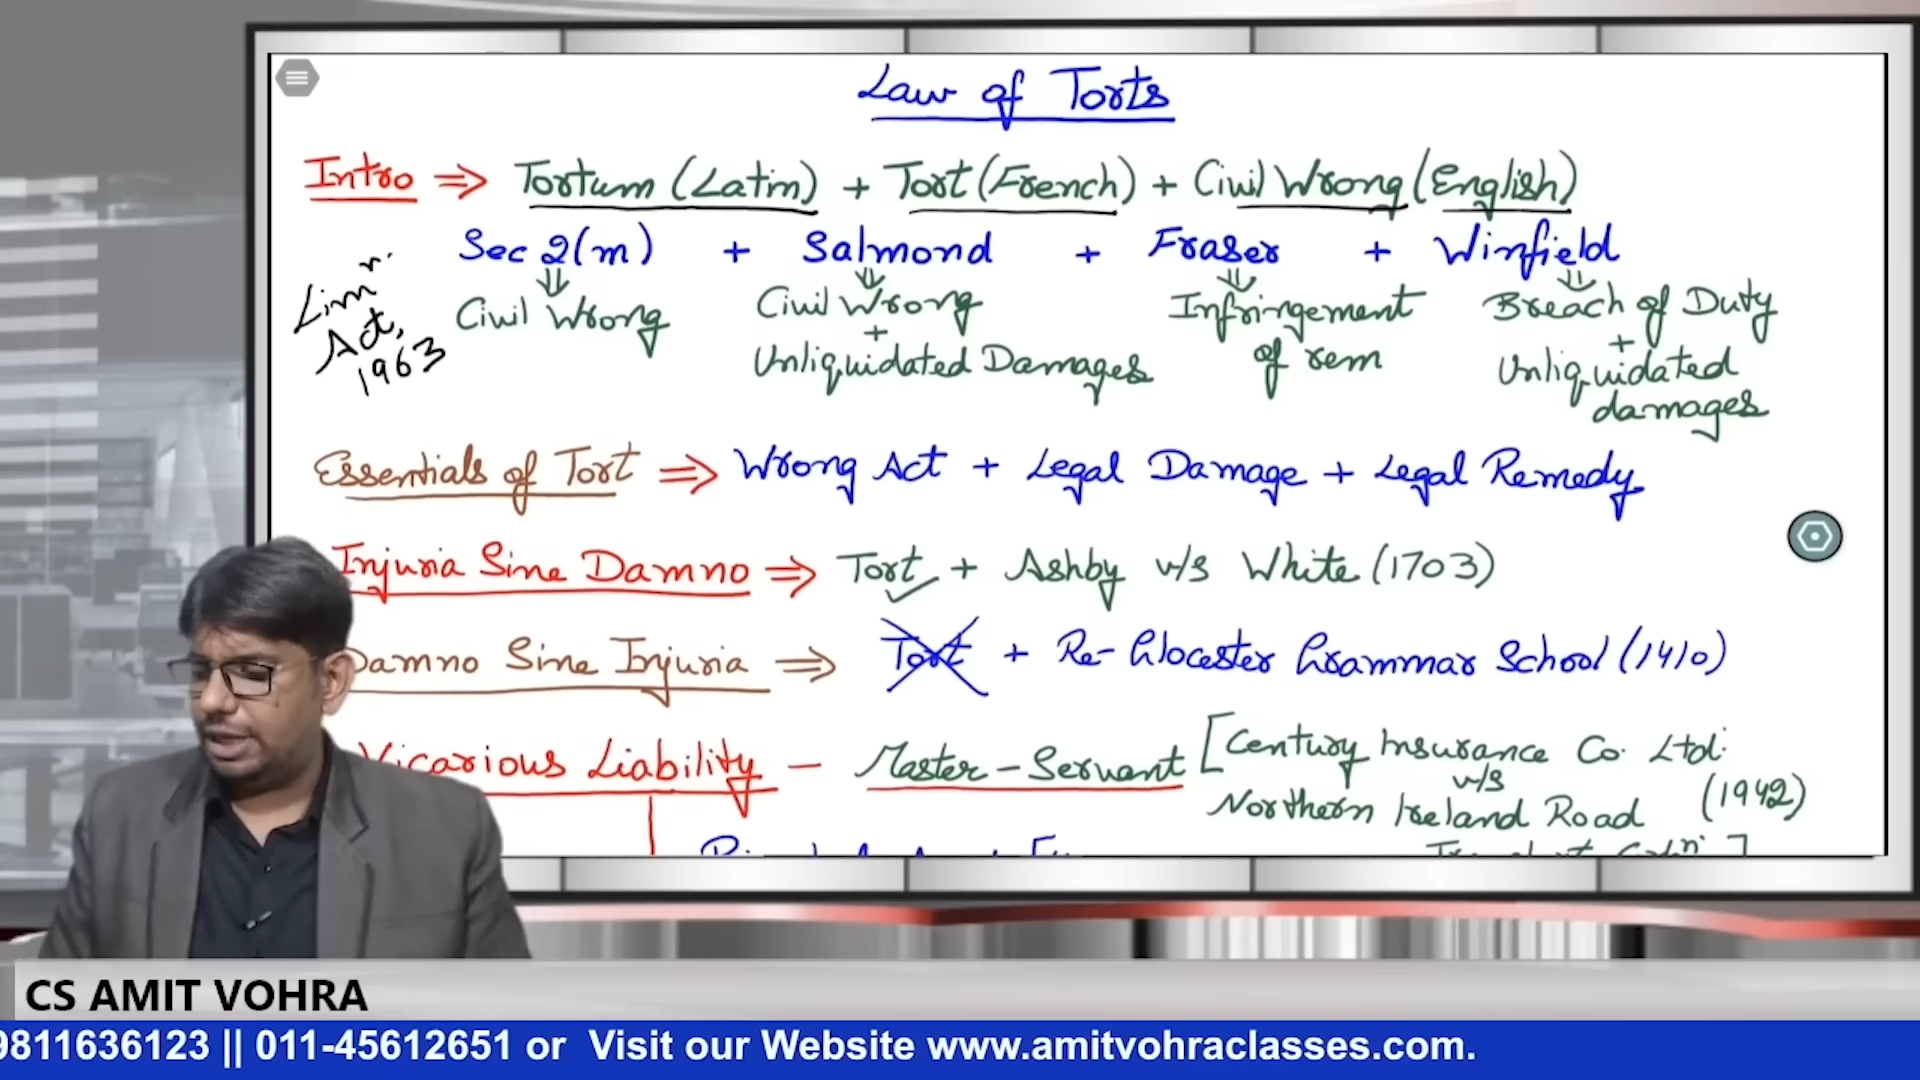 Law of Torts
Intro ⇒ Tortum (Latin) + Tort (French) + Civil Wrong (English)
Sec 2(m) + Salmond + Fraser + Winfield
Limn. Act, 1963
Civil Wrong
Civil Wrong + Unliquidated Damages
Infringement of rem
Breach of Duty + Unliquidated damages
Essentials of Tort ⇒ Wrong Act + Legal Damage + Legal Remedy
Injuria Sine Damno ⇒ Tort + Ashby v/s White (1703)
Damno Sine Injuria ⇒ Tort + Re- Glocester Grammar School (1410)
Vicarious Liability - Master-Servant [Century Insurance Co. Ltd.
v/s
Northern Ireland Road (1942)
CS AMIT VOHRA
9811636123 || 011-45612651 or Visit our Website www.amitvohraclasses.com.